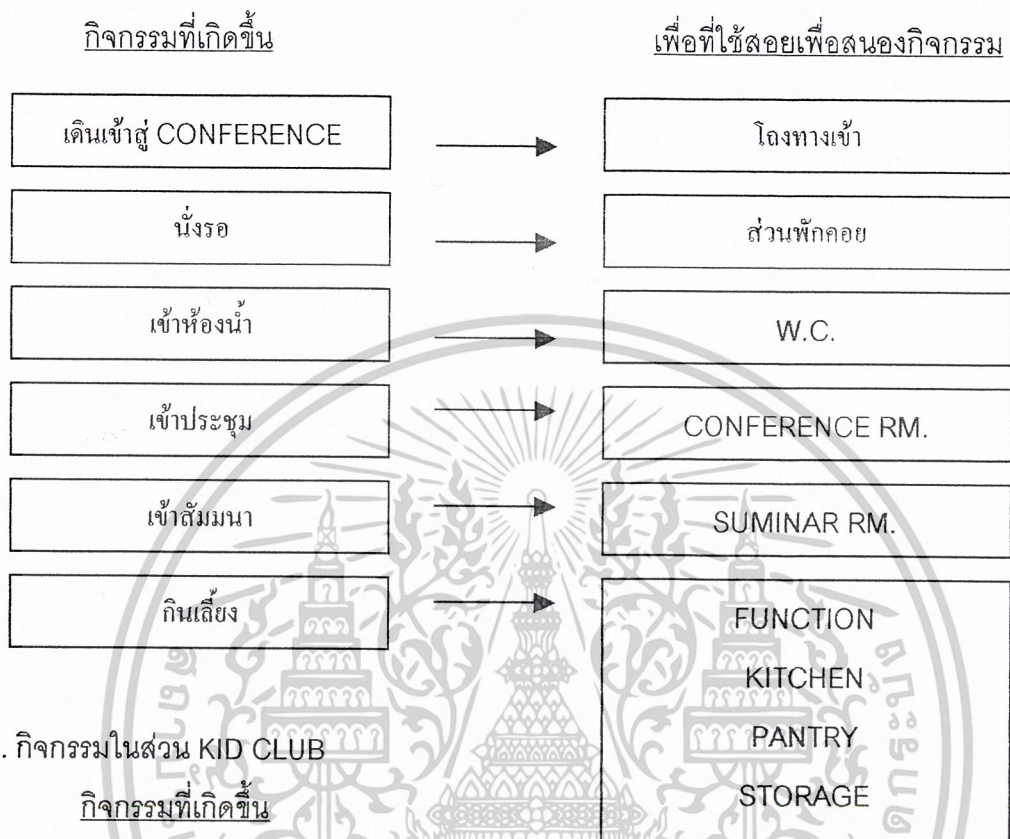 กิจกรรมที่เกิดขึ้น
เพื่อที่ใช้สอยเพื่อสนองกิจกรรม
เดินเข้าสู่ CONFERENCE
โถงทางเข้า
นั่งรอ
ส่วนพักคอย
เข้าห้องน้ำ
W.C.
เข้าประชุม
CONFERENCE RM.
เข้าสัมมนา
SUMINAR RM.
กินเลี้ยง
FUNCTION
KITCHEN
PANTRY
STORAGE
. กิจกรรมในส่วน KID CLUB
กิจกรรมที่เกิดขึ้น